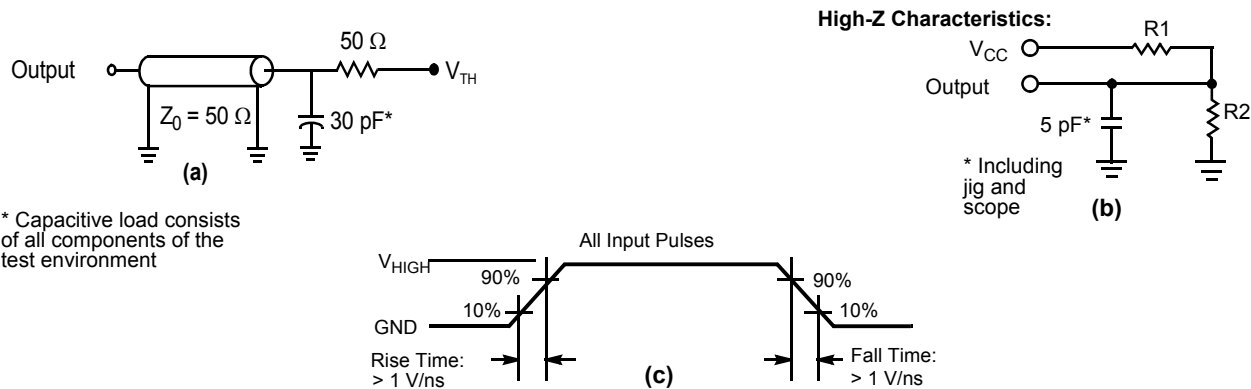 High-Z Characteristics:
50 Ω
Output
V_TH
Z_0 = 50 Ω
30 pF*
(a)
* Capacitive load consists
of all components of the
test environment
R1
V_CC
Output
R2
5 pF*
* Including
jig and
scope
(b)
All Input Pulses
V_HIGH
90%
90%
10%
10%
GND
Rise Time:
> 1 V/ns
(c)
Fall Time:
> 1 V/ns